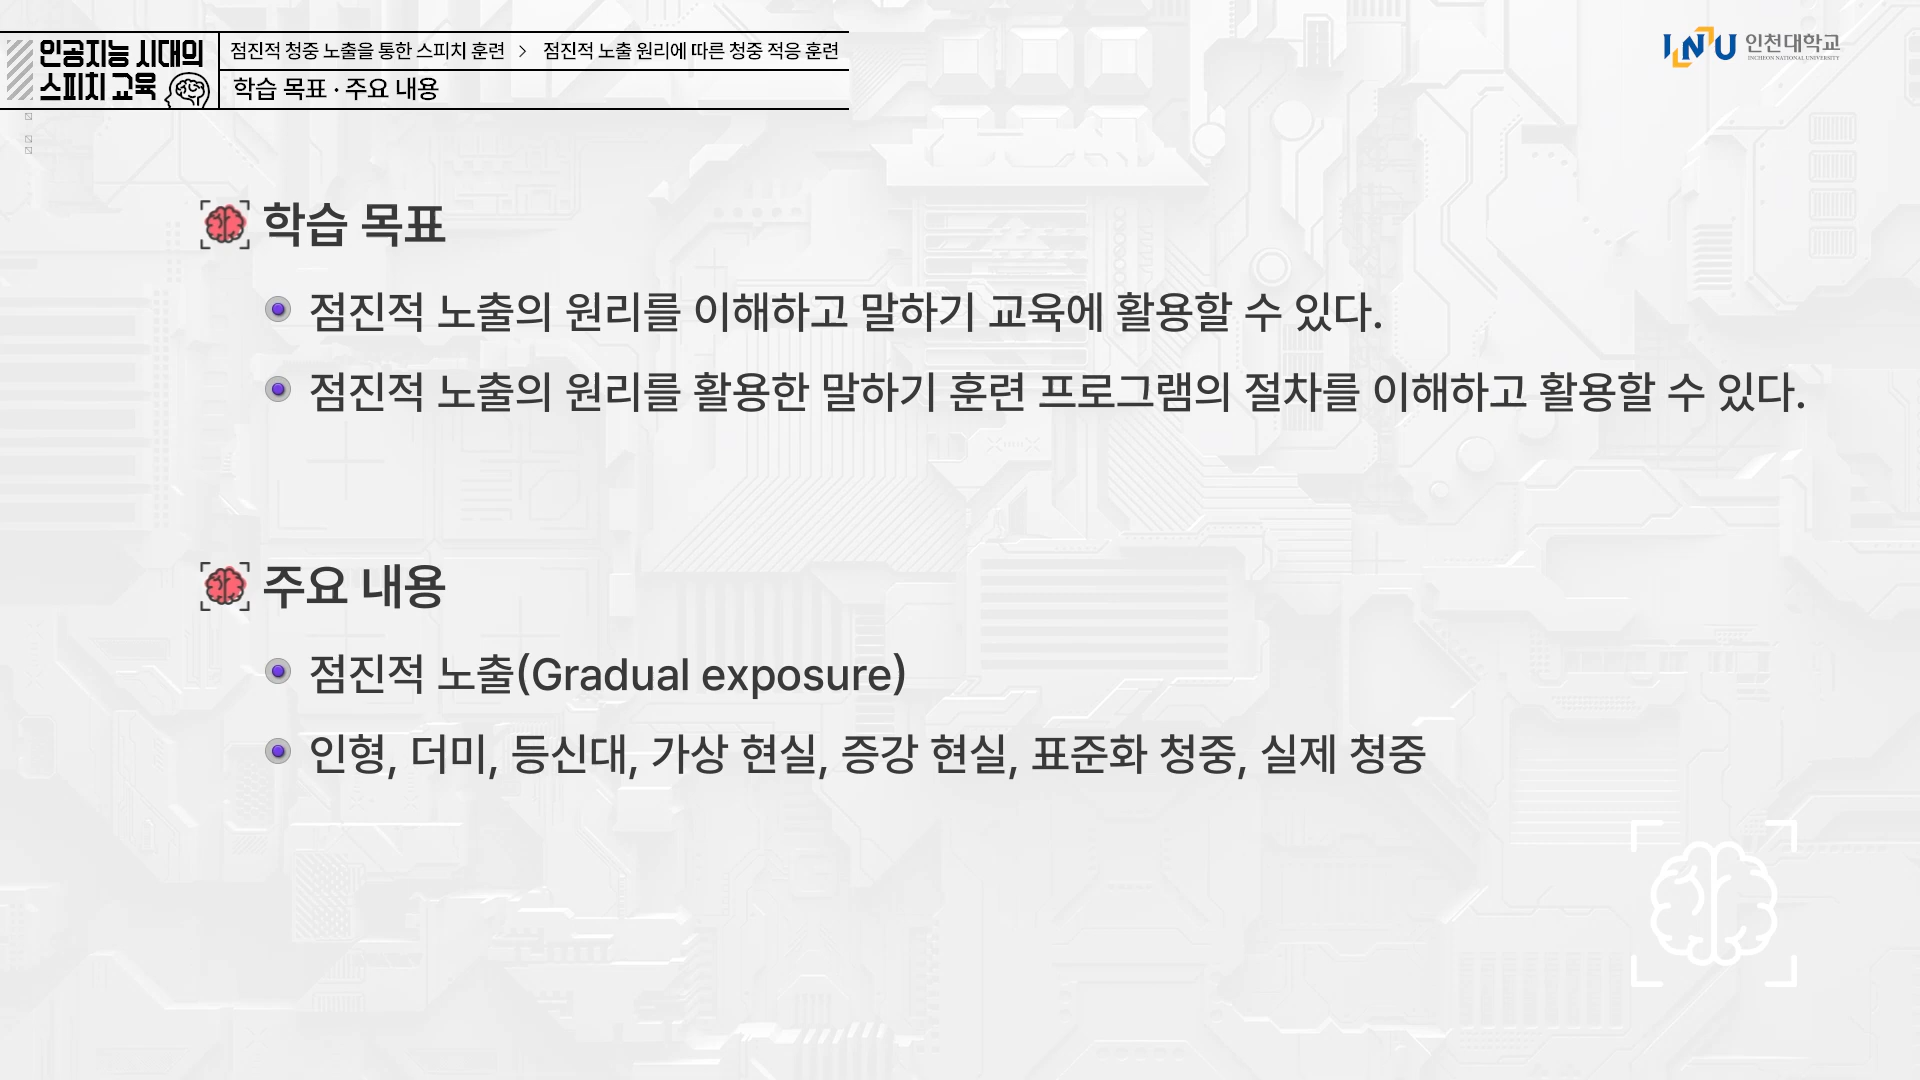 인공지능 시대의
스피치 교육
점진적 청중 노출을 통한 스피치 훈련 > 점진적 노출 원리에 따른 청중 적응 훈련
학습 목표 · 주요 내용
INU 인천대학교
INCHEON NATIONAL UNIVERSITY
학습 목표
점진적 노출의 원리를 이해하고 말하기 교육에 활용할 수 있다.
점진적 노출의 원리를 활용한 말하기 훈련 프로그램의 절차를 이해하고 활용할 수 있다.
주요 내용
점진적 노출(Gradual exposure)
인형, 더미, 등신대, 가상 현실, 증강 현실, 표준화 청중, 실제 청중